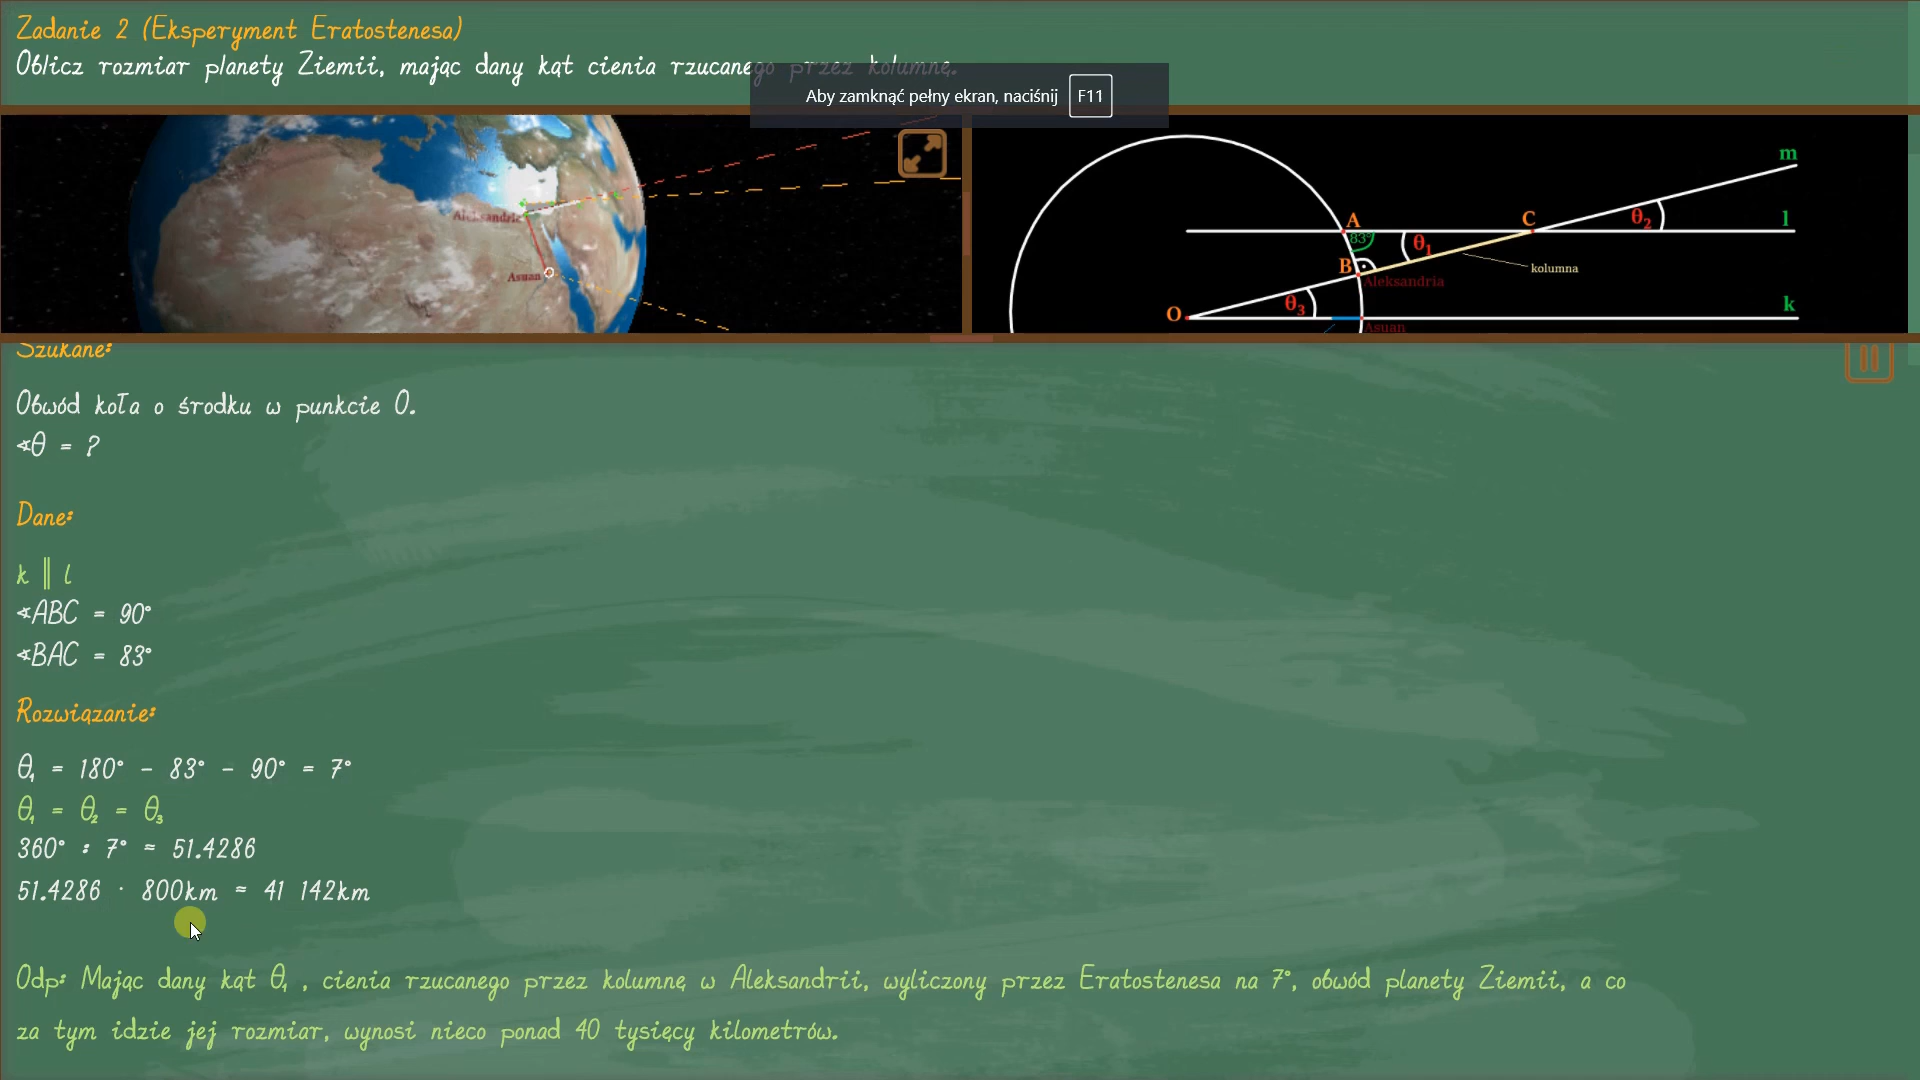 Zadanie 2 (Eksperyment Eratostenesa)
Oblicz rozmiar planety Ziemii, mając dany kąt cienia rzucanego przez kolumnę.
Aby zamknąć pełny ekran, naciśnij F11
Aleksandria
Asuan
m
A
C
θ2
l
83°
θ1
B
kolumna
Aleksandria
θ3
O
k
Asuan
Szukane:
Obwód koła o środku w punkcie O.
∢θ = ?
Dane:
k ∥ l
∢ABC = 90°
∢BAC = 83°
Rozwiązanie:
θ1 = 180° - 83° - 90° = 7°
θ1 = θ2 = θ3
360° : 7° ≈ 51.4286
51.4286 · 800km ≈ 41 142km
Odp: Mając dany kąt θ1 , cienia rzucanego przez kolumnę w Aleksandrii, wyliczony przez Eratostenesa na 7°, obwód planety Ziemii, a co
za tym idzie jej rozmiar, wynosi nieco ponad 40 tysięcy kilometrów.